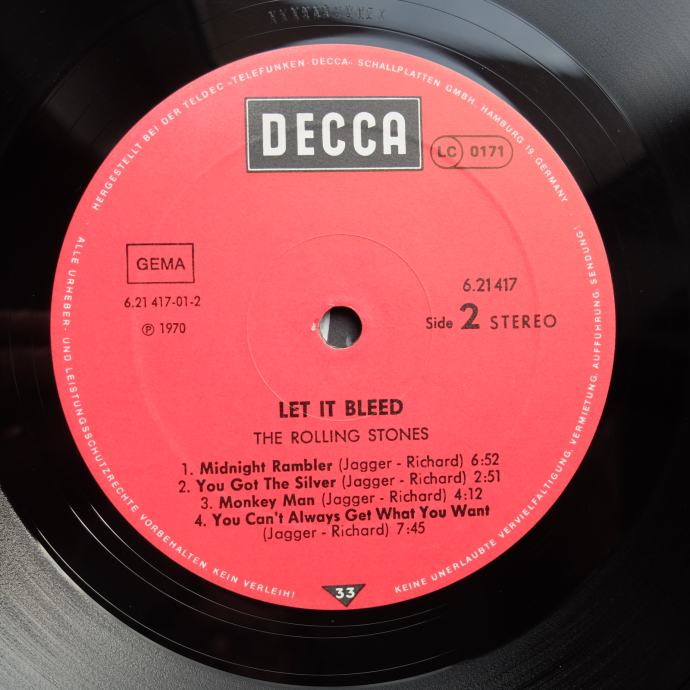 HERGESTELLT BEI DER TELDEC »TELEFUNKEN-DECCA« SCHALLPLATTEN GMBH, HAMBURG 19, GERMANY ·
DECCA
LC 0171
GEMA
6.21 417-01-2
Ⓟ 1970
6.21 417
Side 2 STEREO
LET IT BLEED
THE ROLLING STONES
1. Midnight Rambler (Jagger - Richard) 6:52
2. You Got The Silver (Jagger - Richard) 2:51
3. Monkey Man (Jagger - Richard) 4:12
4. You Can't Always Get What You Want
(Jagger - Richard) 7:45
33
· ALLE URHEBER- UND LEISTUNGSSCHUTZRECHTE VORBEHALTEN. KEIN VERLEIH!
KEINE UNERLAUBTE VERVIELFÄLTIGUNG, VERMIETUNG, AUFFÜHRUNG, SENDUNG!